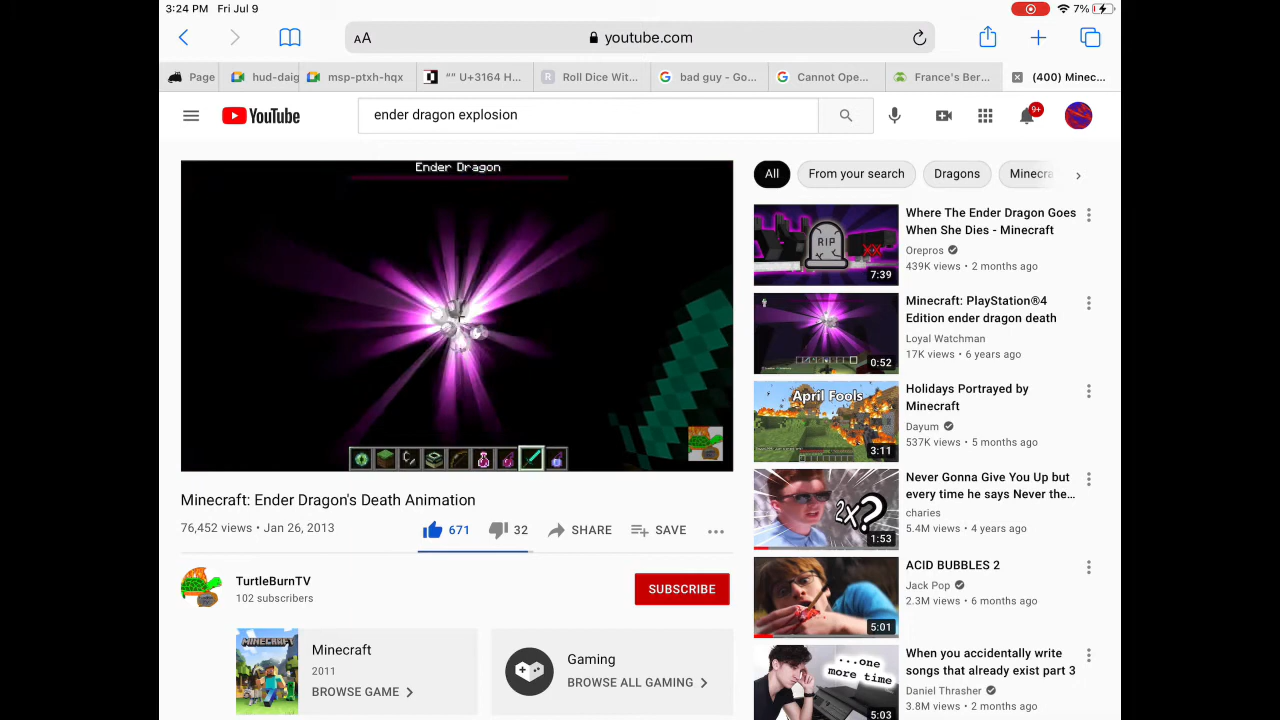 3:24 PM Fri Jul 9
7%
AA
youtube.com
Page
hud-daig
msp-ptxh-hqx
"" U+3164 H...
Roll Dice Wit...
bad guy - Go...
Cannot Ope...
France's Ber...
(400) Minec...
YouTube
ender dragon explosion
9+
Ender Dragon
All
From your search
Dragons
Minecra
RIP
7:39
Where The Ender Dragon Goes
When She Dies - Minecraft
Orepros
439K views • 2 months ago
0:52
Minecraft: PlayStation®4
Edition ender dragon death
Loyal Watchman
17K views • 6 years ago
April Fools
3:11
Holidays Portrayed by
Minecraft
Dayum
537K views • 5 months ago
2X?
1:53
Never Gonna Give You Up but
every time he says Never the...
charies
5.4M views • 4 years ago
5:01
ACID BUBBLES 2
Jack Pop
2.3M views • 6 months ago
...one
more time
5:03
When you accidentally write
songs that already exist part 3
Daniel Thrasher
3.8M views • 2 months ago
Minecraft: Ender Dragon's Death Animation
76,452 views • Jan 26, 2013
671
32
SHARE
SAVE
TurtleBurnTV
102 subscribers
SUBSCRIBE
MINECRAFT
Minecraft
2011
BROWSE GAME
Gaming
BROWSE ALL GAMING